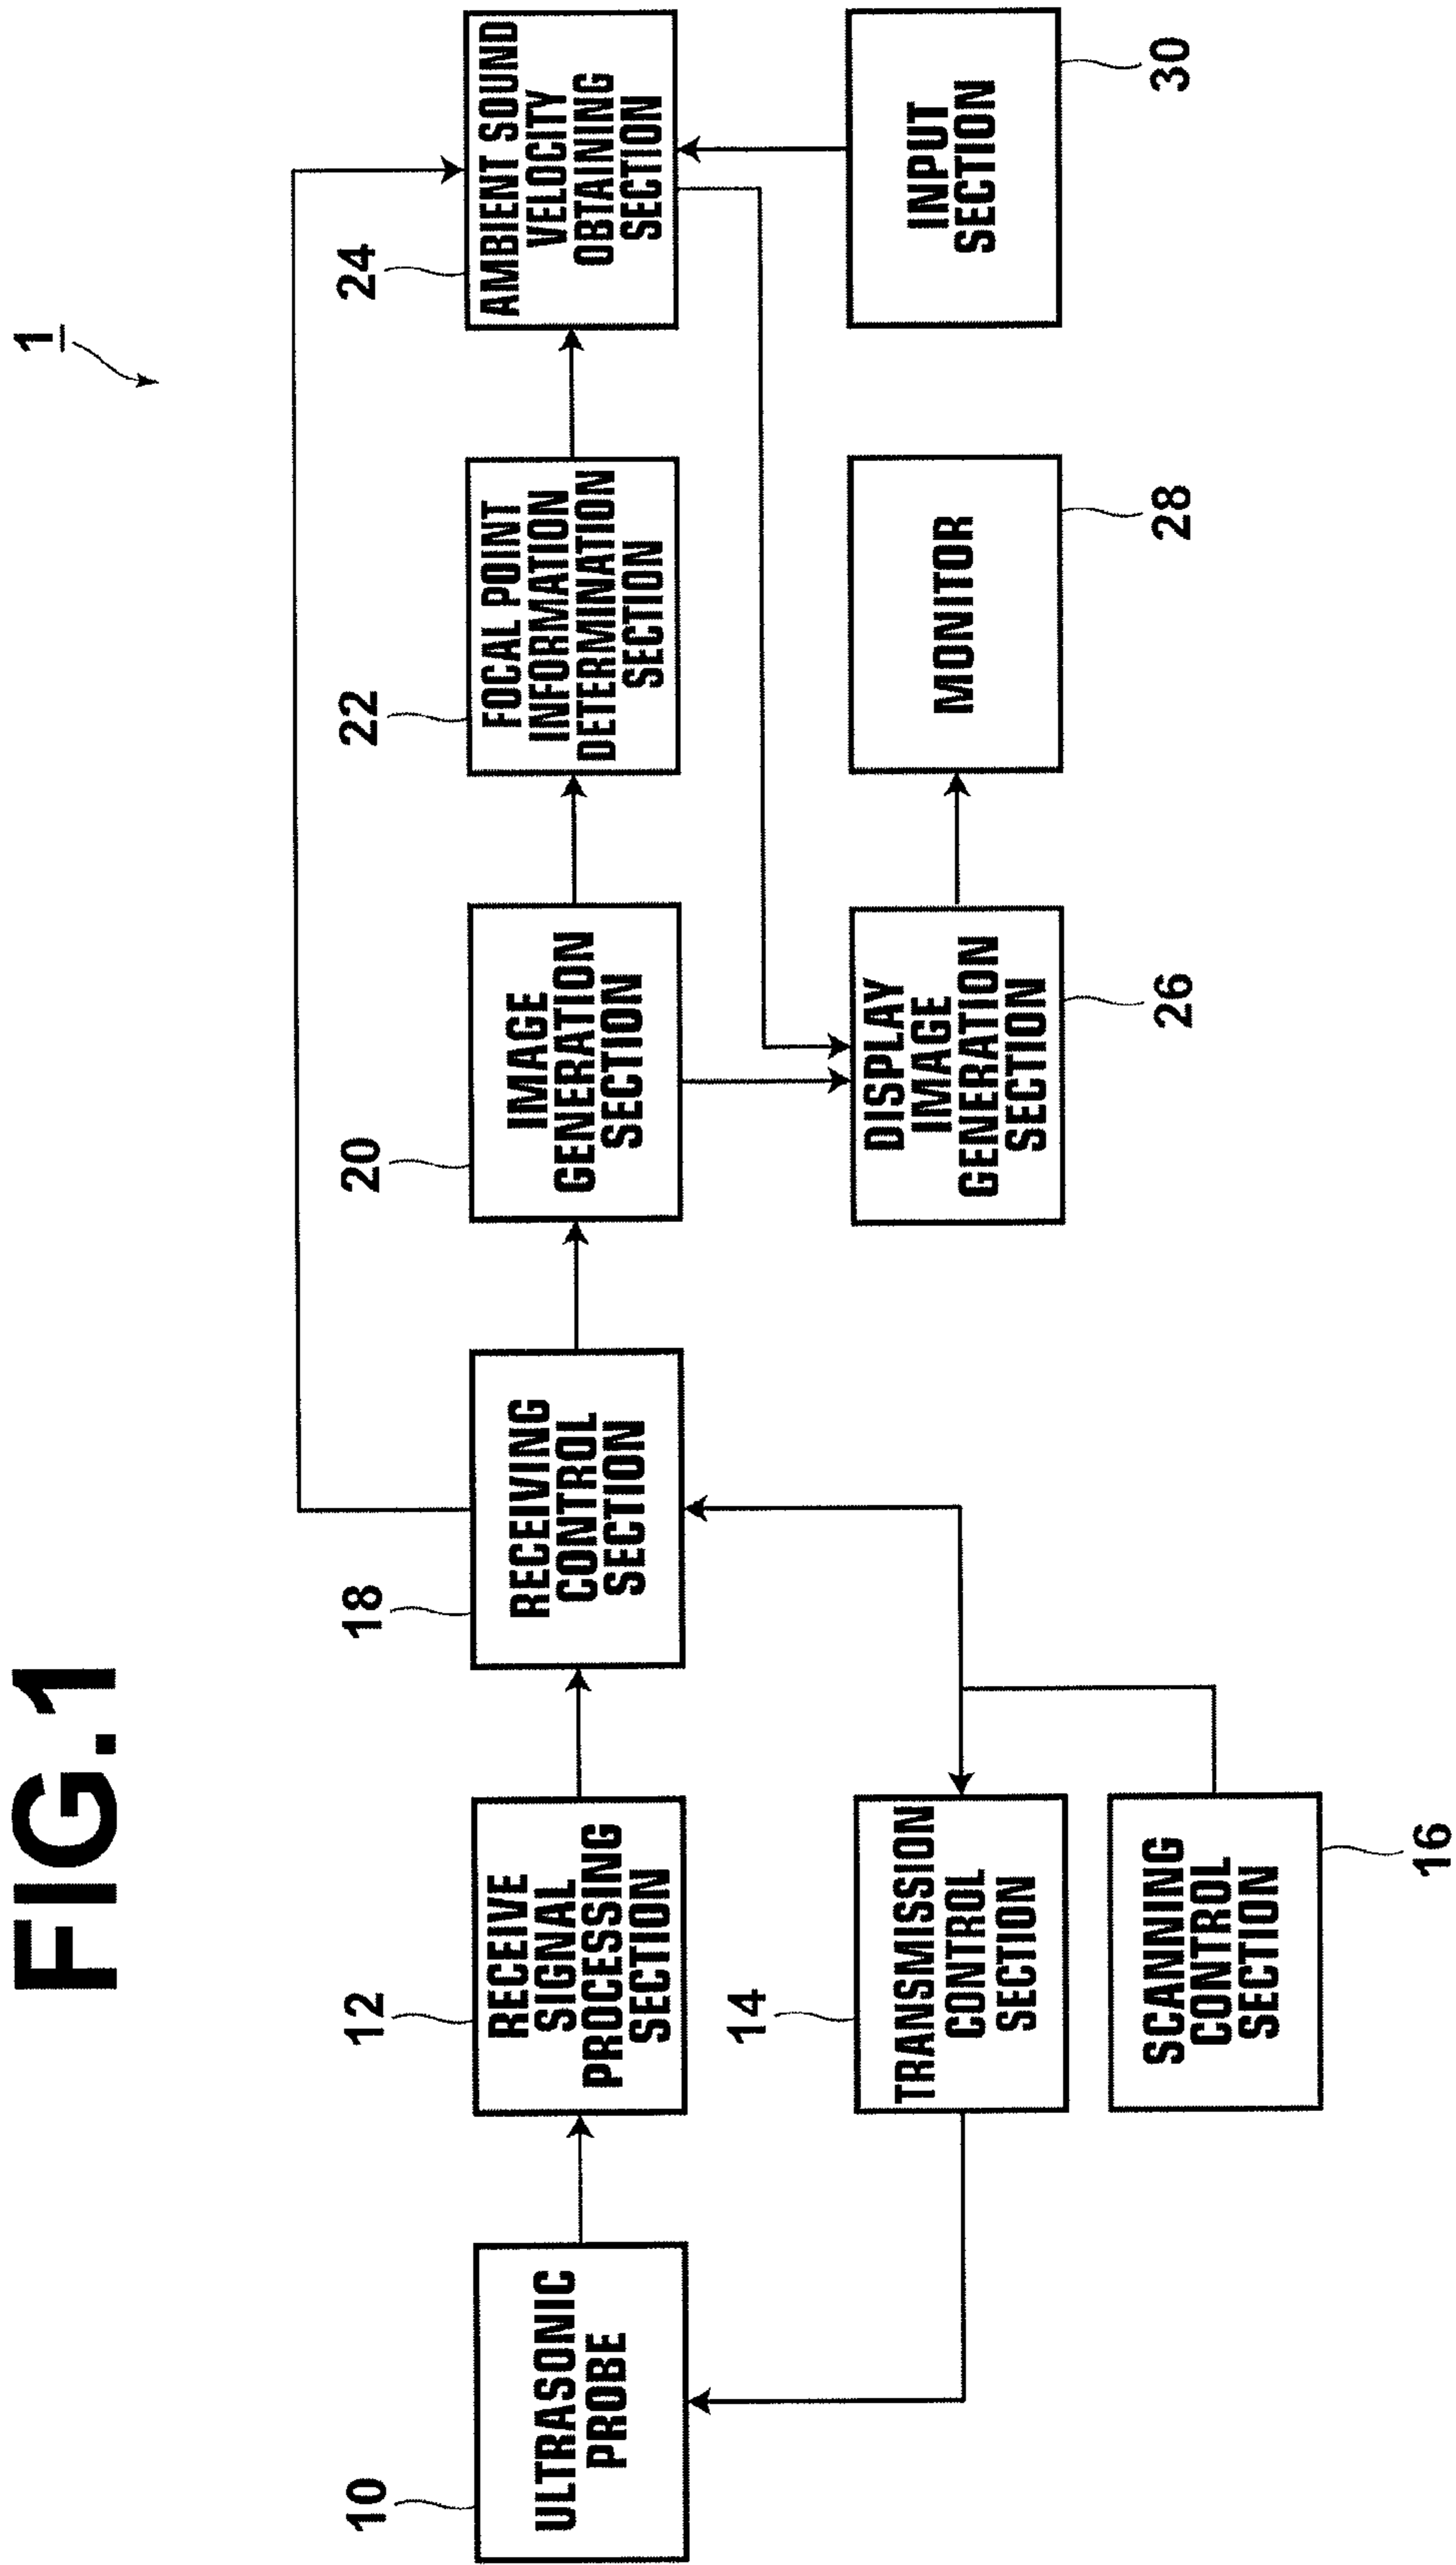 FIG.1
1
10
ULTRASONIC
PROBE
12
RECEIVE
SIGNAL
PROCESSING
SECTION
18
RECEIVING
CONTROL
SECTION
20
IMAGE
GENERATION
SECTION
22
FOCAL POINT
INFORMATION
DETERMINATION
SECTION
24
AMBIENT SOUND
VELOCITY
OBTAINING
SECTION
14
TRANSMISSION
CONTROL
SECTION
DISPLAY
IMAGE
GENERATION
SECTION
26
MONITOR
28
INPUT
SECTION
30
SCANNING
CONTROL
SECTION
16